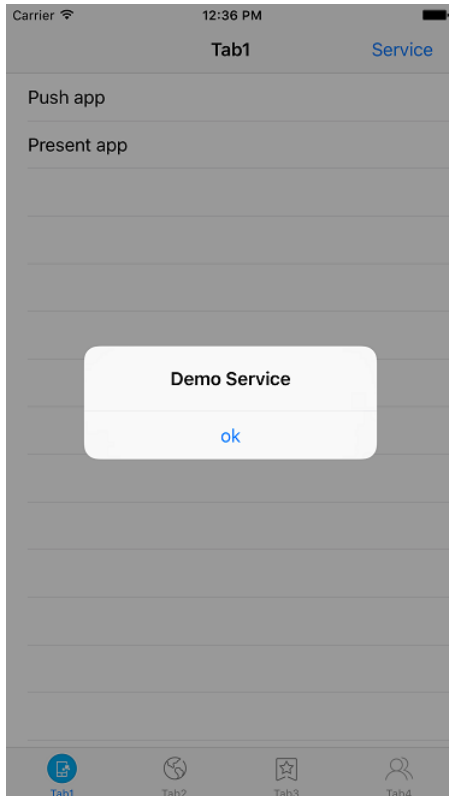 Carrier 12:36 PM
Tab1 Service
Push app
Present app
Demo Service
ok
Tab1 Tab2 Tab3 Tab4